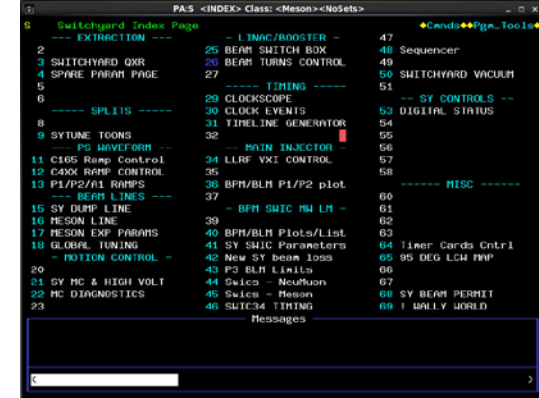 PA:S <INDEX> Class: <Meson><NoSets>
S Switchyard Index Page ◆Cmnds◆◆Pgm_Tools◆
--- EXTRACTION --- - LINAC/BOOSTER - 47
2 25 BEAM SWITCH BOX 48 Sequencer
3 SWITCHYARD QXR 26 BEAM TURNS CONTROL 49
4 SPARE PARAM PAGE 27 50 SWITCHYARD VACUUM
5 ----- TIMING ----- 51
6 29 CLOCKSCOPE -- SY CONTROLS --
----- SPLITS ----- 30 CLOCK EVENTS 53 DIGITAL STATUS
8 31 TIMELINE GENERATOR 54
9 SYTUNE TOONS 32 55
--- PS WAVEFORM --- -- MAIN INJECTOR - 56
11 C165 Ramp Control 34 LLRF VXI CONTROL 57
12 C4XX RAMP CONTROL 35 58
13 P1/P2/A1 RAMPS 36 BPM/BLM P1/P2 plot ------ MISC ------
--- BEAM LINES --- 37 60
15 SY DUMP LINE - BPM SWIC MW LM - 61
16 MESON LINE 39 62
17 MESON EXP PARAMS 40 BPM/BLM Plots/List 63
18 GLOBAL TUNING 41 SY SWIC Parameters 64 Timer Cards Cntrl
- MOTION CONTROL - 42 New SY beam loss 65 95 DEG LCW MAP
20 43 P3 BLM Limits 66
21 SY MC & HIGH VOLT 44 Swics - NeuMuon 67
22 MC DIAGNOSTICS 45 Swics - Meson 68 SY BEAM PERMIT
23 46 SWIC34 TIMING 69 ! WALLY WORLD
Messages